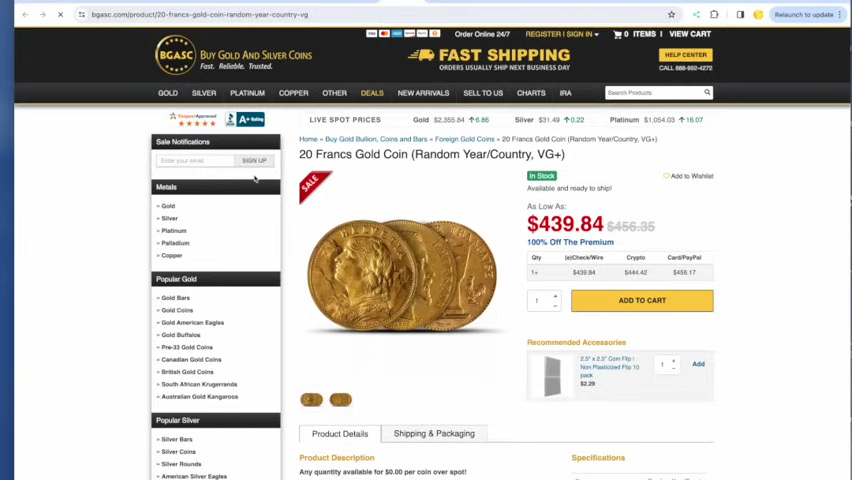 bgasc.com/product/20-francs-gold-coin-random-year-country-vg
Relaunch to update
Order Online 24/7
REGISTER I SIGN IN
0 ITEMS I VIEW CART
BGASC
BUY GOLD AND SILVER COINS
Fast. Reliable. Trusted.
FAST SHIPPING
ORDERS USUALLY SHIP NEXT BUSINESS DAY
HELP CENTER
CALL 888-992-4272
GOLD SILVER PLATINUM COPPER OTHER DEALS NEW ARRIVALS SELL TO US CHARTS IRA
Search Products
Shopper Approved
A+ Rating
LIVE SPOT PRICES Gold $2,355.84 ↑6.86 Silver $31.49 ↑0.22 Platinum $1,054.03 ↑16.07
Sale Notifications
Enter your email
SIGN UP
Metals
» Gold
» Silver
» Platinum
» Palladium
» Copper
Popular Gold
» Gold Bars
» Gold Coins
» Gold American Eagles
» Gold Buffalos
» Pre-33 Gold Coins
» Canadian Gold Coins
» British Gold Coins
» South African Krugerrands
» Australian Gold Kangaroos
Popular Silver
» Silver Bars
» Silver Coins
» Silver Rounds
» American Silver Eagles
Home » Buy Gold Bullion, Coins and Bars » Foreign Gold Coins » 20 Francs Gold Coin (Random Year/Country, VG+)
20 Francs Gold Coin (Random Year/Country, VG+)
SALE
In Stock
Add to Wishlist
Available and ready to ship!
As Low As:
$439.84 $456.35
100% Off The Premium
Qty (e)Check/Wire Crypto Card/PayPal
1+ $439.84 $444.42 $458.17
1
ADD TO CART
Recommended Accessories
2.5" x 2.5" Coin Flip |
Non Plasticized Flip 10
pack
$2.29
1
Add
Product Details
Shipping & Packaging
Product Description
Any quantity available for $0.00 per coin over spot!
Specifications